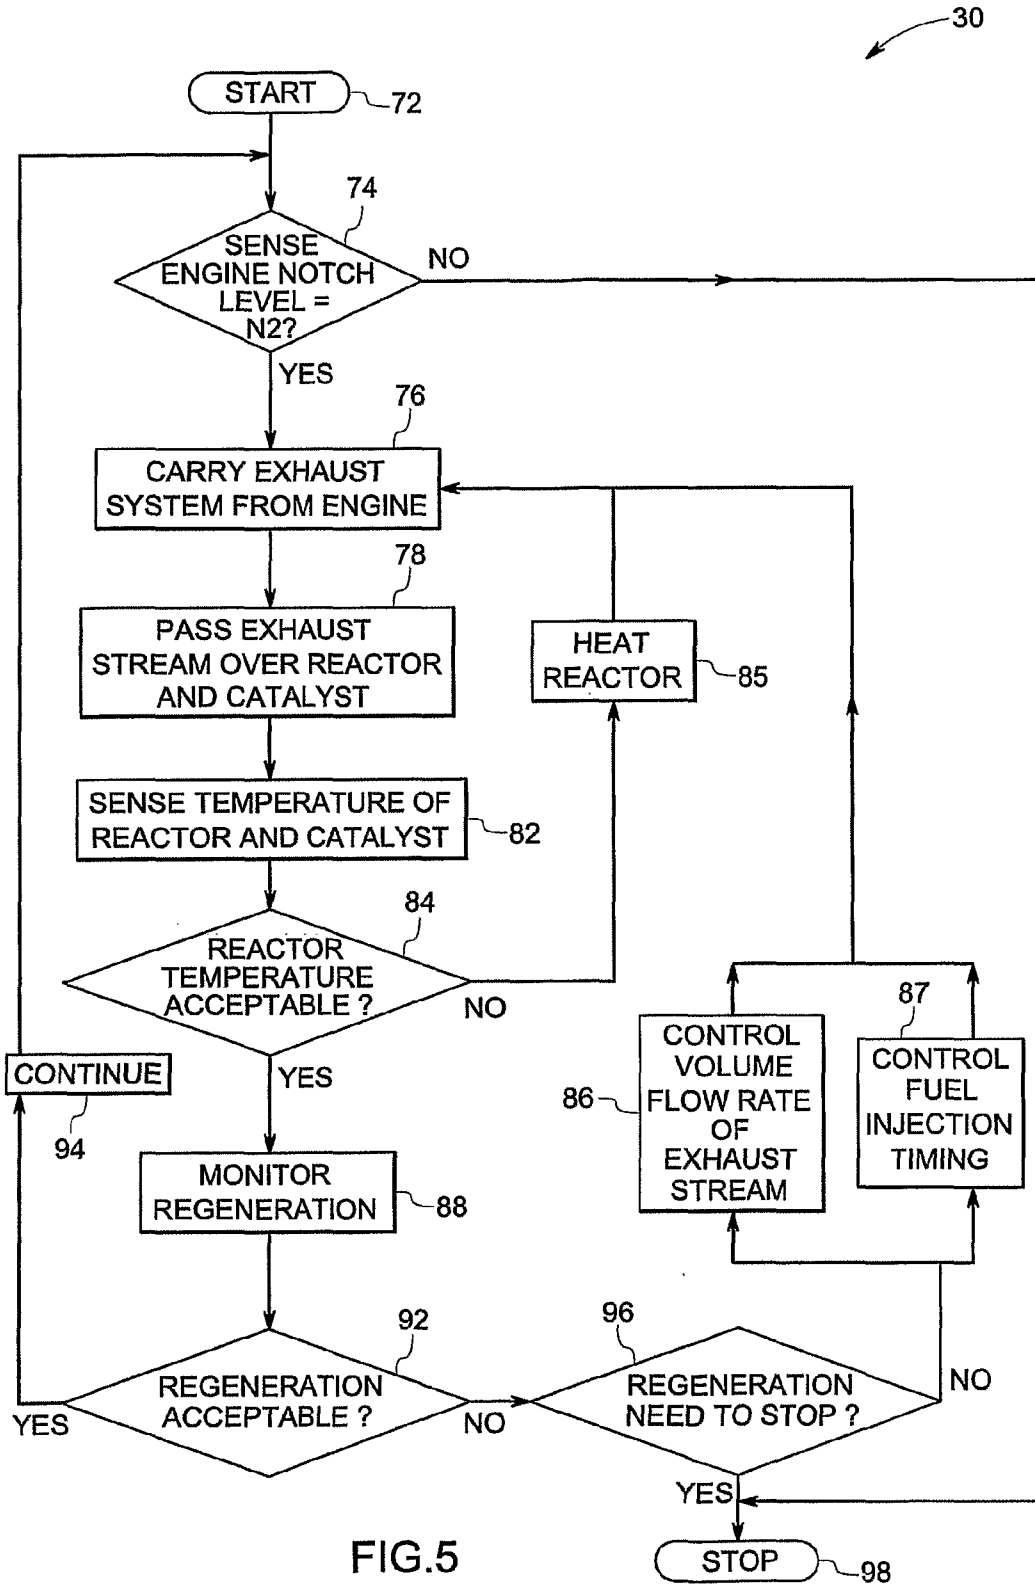 30
START
72
74
SENSE
ENGINE NOTCH
LEVEL =
N2?
NO
YES
76
CARRY EXHAUST
SYSTEM FROM ENGINE
78
PASS EXHAUST
STREAM OVER REACTOR
AND CATALYST
HEAT
REACTOR
85
SENSE TEMPERATURE OF
REACTOR AND CATALYST
82
84
REACTOR
TEMPERATURE
ACCEPTABLE ?
NO
YES
CONTINUE
94
MONITOR
REGENERATION
88
86
CONTROL
VOLUME
FLOW RATE
OF
EXHAUST
STREAM
87
CONTROL
FUEL
INJECTION
TIMING
92
REGENERATION
ACCEPTABLE ?
YES
NO
96
REGENERATION
NEED TO STOP ?
NO
YES
STOP
98
FIG.5